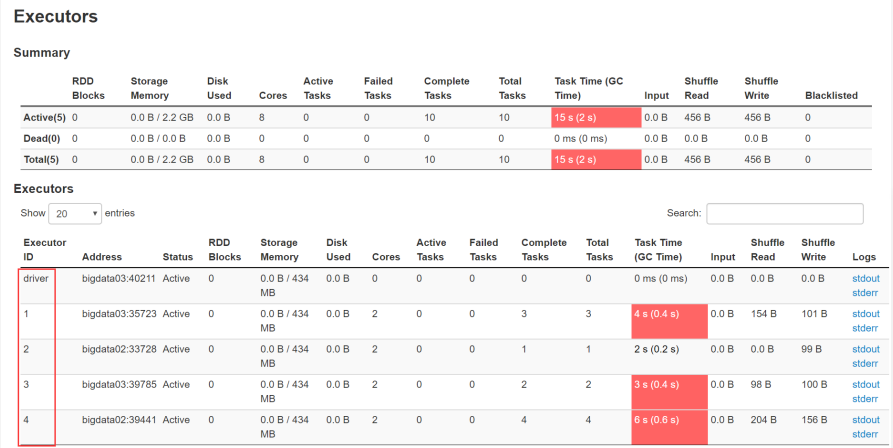 Executors
Summary
RDD Blocks Storage Memory Disk Used Cores Active Tasks Failed Tasks Complete Tasks Total Tasks Task Time (GC Time) Input Shuffle Read Shuffle Write Blacklisted
Active(5) 0 0.0 B / 2.2 GB 0.0 B 8 0 0 10 10 15 s (2 s) 0.0 B 456 B 456 B 0
Dead(0) 0 0.0 B / 0.0 B 0.0 B 0 0 0 0 0 0 ms (0 ms) 0.0 B 0.0 B 0.0 B 0
Total(5) 0 0.0 B / 2.2 GB 0.0 B 8 0 0 10 10 15 s (2 s) 0.0 B 456 B 456 B 0
Executors
Show 20 entries Search:
Executor ID Address Status RDD Blocks Storage Memory Disk Used Cores Active Tasks Failed Tasks Complete Tasks Total Tasks Task Time (GC Time) Input Shuffle Read Shuffle Write Logs
driver bigdata03:40211 Active 0 0.0 B / 434 MB 0.0 B 0 0 0 0 0 0 ms (0 ms) 0.0 B 0.0 B 0.0 B stdout stderr
1 bigdata03:35723 Active 0 0.0 B / 434 MB 0.0 B 2 0 0 3 3 4 s (0.4 s) 0.0 B 154 B 101 B stdout stderr
2 bigdata02:33728 Active 0 0.0 B / 434 MB 0.0 B 2 0 0 1 1 2 s (0.2 s) 0.0 B 0.0 B 99 B stdout stderr
3 bigdata03:39785 Active 0 0.0 B / 434 MB 0.0 B 2 0 0 2 2 3 s (0.4 s) 0.0 B 98 B 100 B stdout stderr
4 bigdata02:39441 Active 0 0.0 B / 434 MB 0.0 B 2 0 0 4 4 6 s (0.6 s) 0.0 B 204 B 156 B stdout stderr